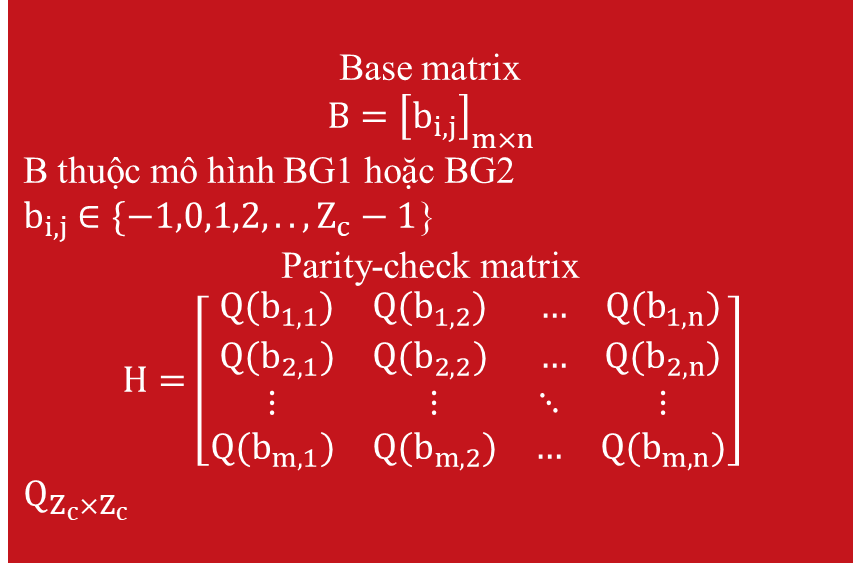 Base matrix
B = [b_{i,j}]_{m×n}
B thuộc mô hình BG1 hoặc BG2
b_{i,j} ∈ {−1,0,1,2,..,Z_c − 1}
Parity-check matrix
H = [Q(b_{1,1}) Q(b_{1,2}) ... Q(b_{1,n})
Q(b_{2,1}) Q(b_{2,2}) ... Q(b_{2,n})
⋮ ⋮ ⋱ ⋮
Q(b_{m,1}) Q(b_{m,2}) ... Q(b_{m,n})]
Q_{Z_c×Z_c}